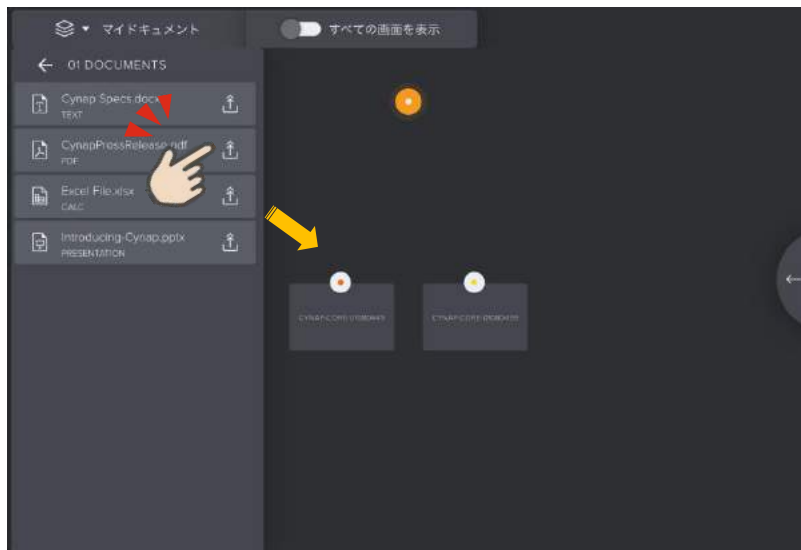 マイドキュメント
すべての画面を表示
01 DOCUMENTS
Cynap Specs.docx
TEXT
CynapPressRelease.pdf
PDF
Excel File.xlsx
CALC
Introducing-Cynap.pptx
PRESENTATION